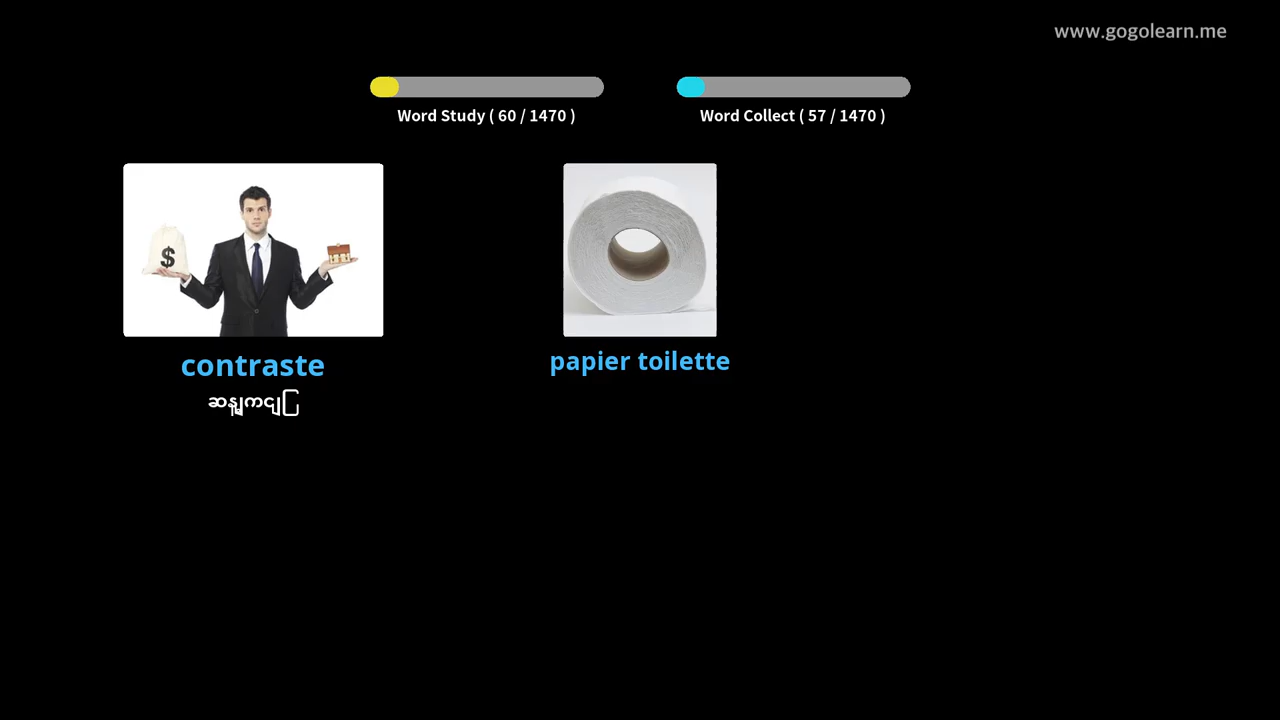 www.gogolearn.me
Word Study ( 60 / 1470 )
Word Collect ( 57 / 1470 )
$
contraste
papier toilette
ဆန့်ကျင်ြ